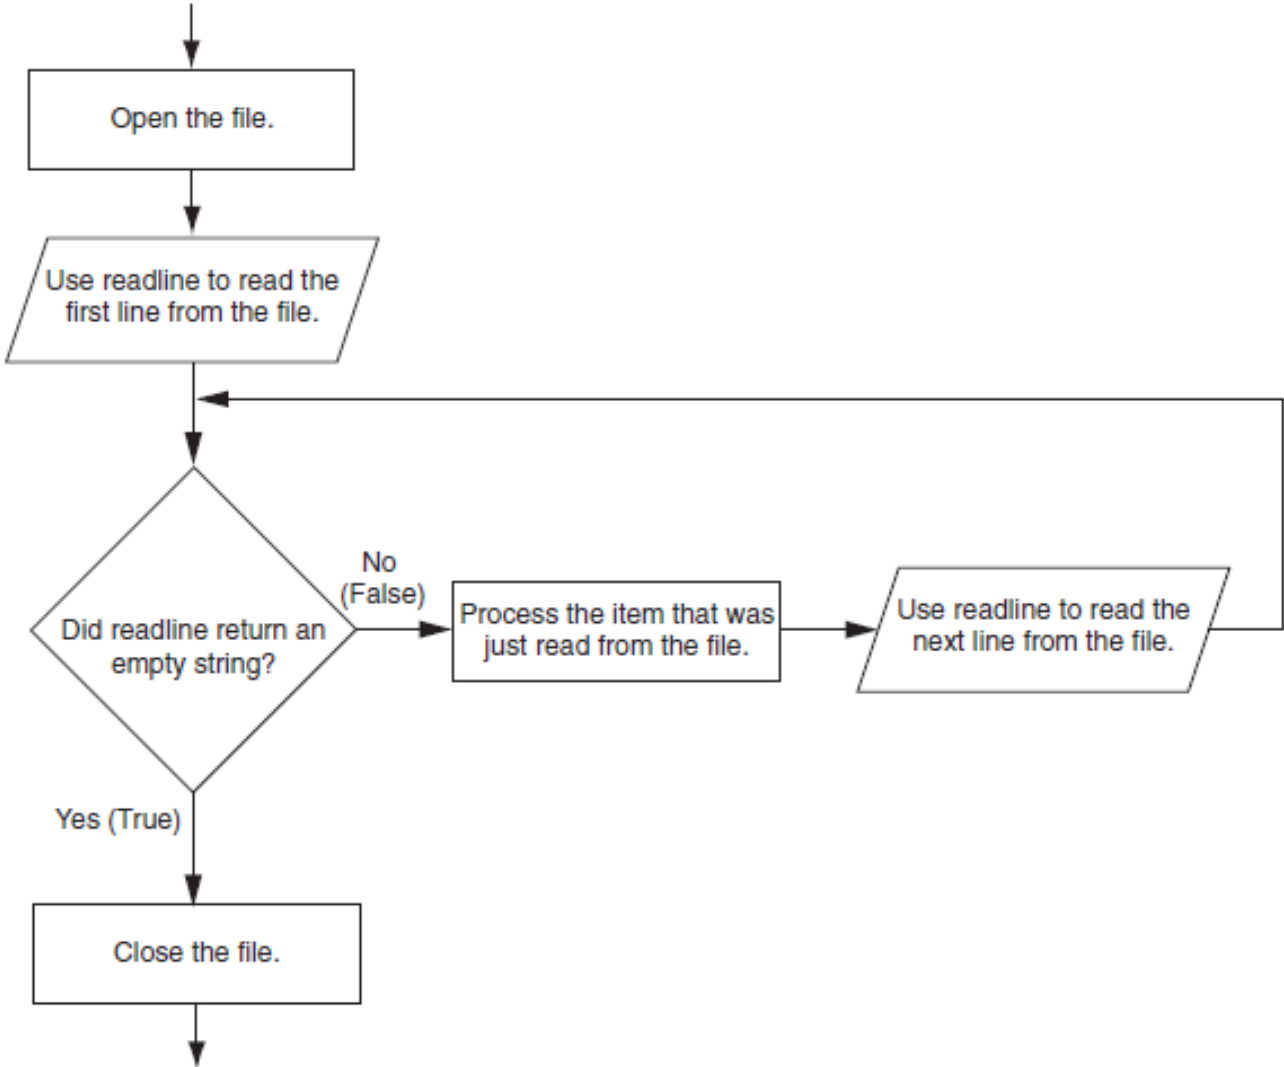 Open the file.
Use readline to read the
first line from the file.
No
(False)
Did readline return an
empty string?
Process the item that was
just read from the file.
Use readline to read the
next line from the file.
Yes (True)
Close the file.